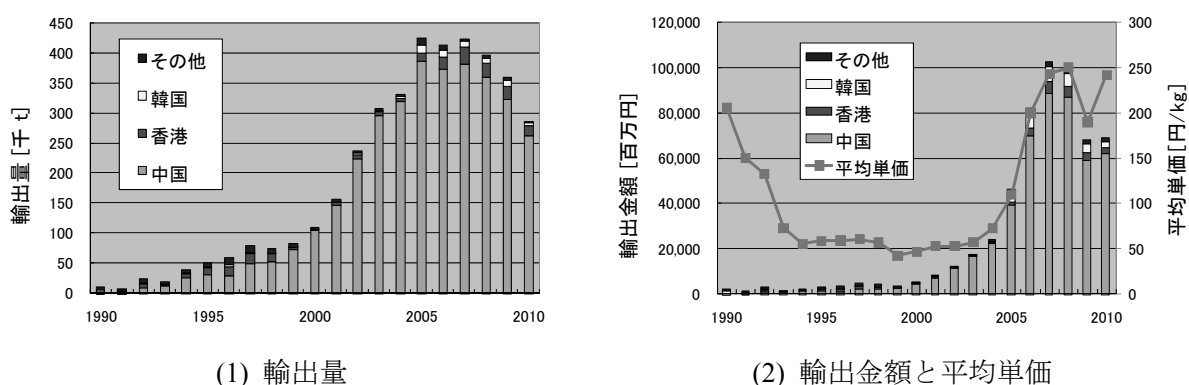 450
400
350
300
250
200
150
100
50
0
輸出量[千 t]
■その他
□韓国
■香港
■中国
1990 1995 2000 2005 2010
(1) 輸出量
120,000
100,000
80,000
60,000
40,000
20,000
0
輸出金額[百万円]
その他
韓国
香港
中国
平均単価
300
250
200
150
100
50
0
平均単価[円/kg]
1990 1995 2000 2005 2010
(2) 輸出金額と平均単価